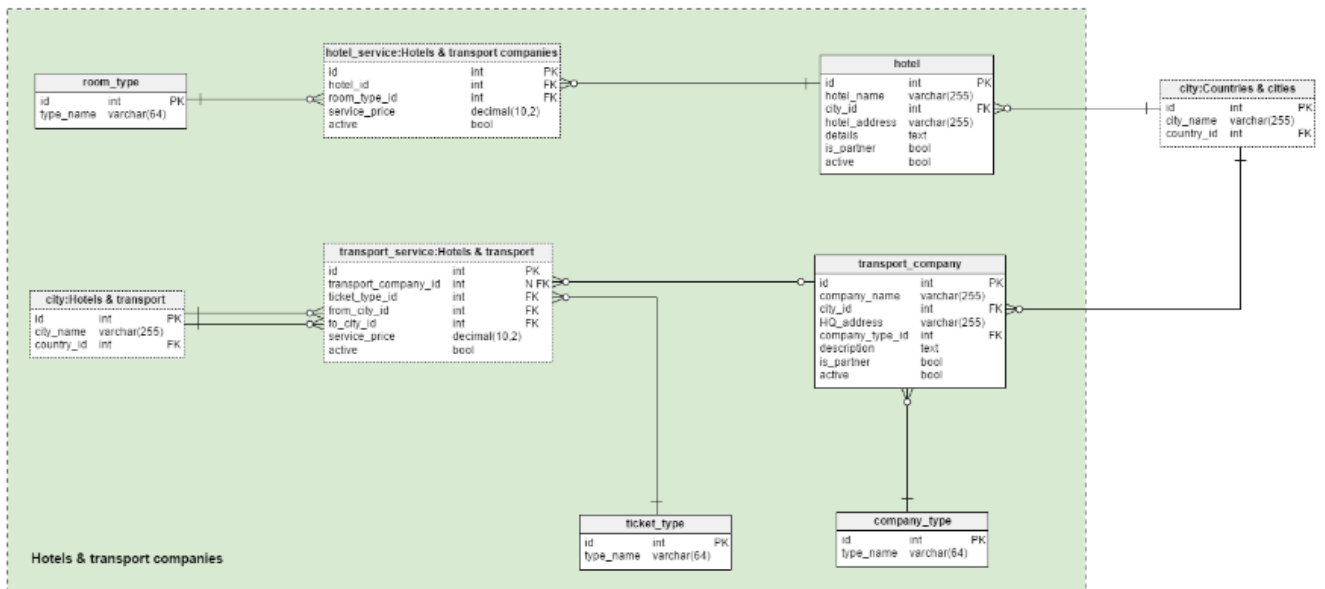 room_type
id int PK
type_name varchar(64)
hotel_service:Hotels & transport companies
id int PK
hotel_id int FK
room_type_id int FK
service_price decimal(10,2)
active bool
hotel
id int PK
hotel_name varchar(255)
city_id int FK
hotel_address varchar(255)
details text
is_partner bool
active bool
city:Countries & cities
id int PK
city_name varchar(255)
country_id int FK
city:Hotels & transport
id int PK
city_name varchar(255)
country_id int FK
transport_service:Hotels & transport
id int PK
transport_company_id int N FK
ticket_type_id int FK
from_city_id int FK
to_city_id int FK
service_price decimal(10,2)
active bool
transport_company
id int PK
company_name varchar(255)
city_id int FK
HQ_address varchar(255)
company_type_id int FK
description text
is_partner bool
active bool
ticket_type
id int PK
type_name varchar(64)
company_type
id int PK
type_name varchar(64)
Hotels & transport companies